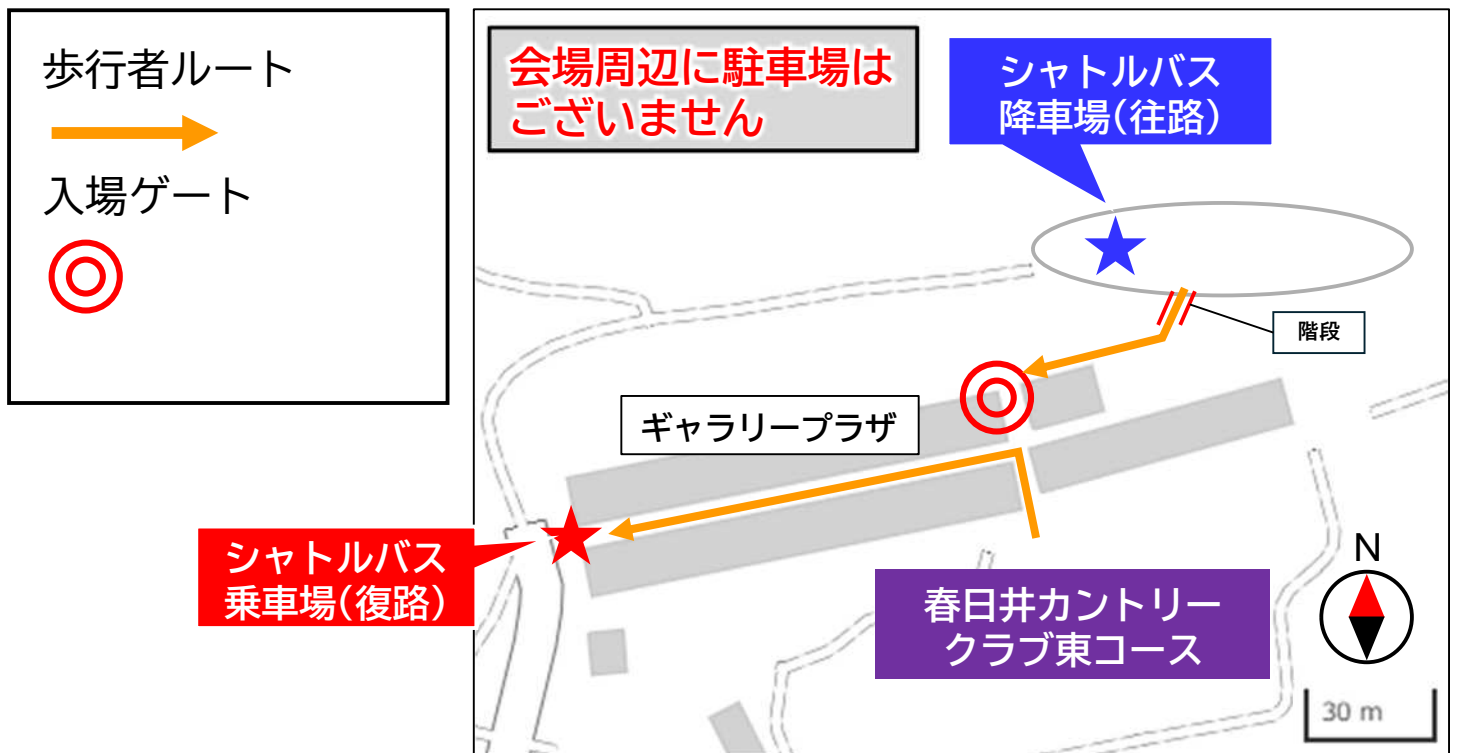 歩行者ルート
入場ゲート
会場周辺に駐車場は
ございません
シャトルバス
降車場(往路)
階段
ギャラリープラザ
シャトルバス
乗車場(復路)
春日井カントリー
クラブ東コース
N
30 m